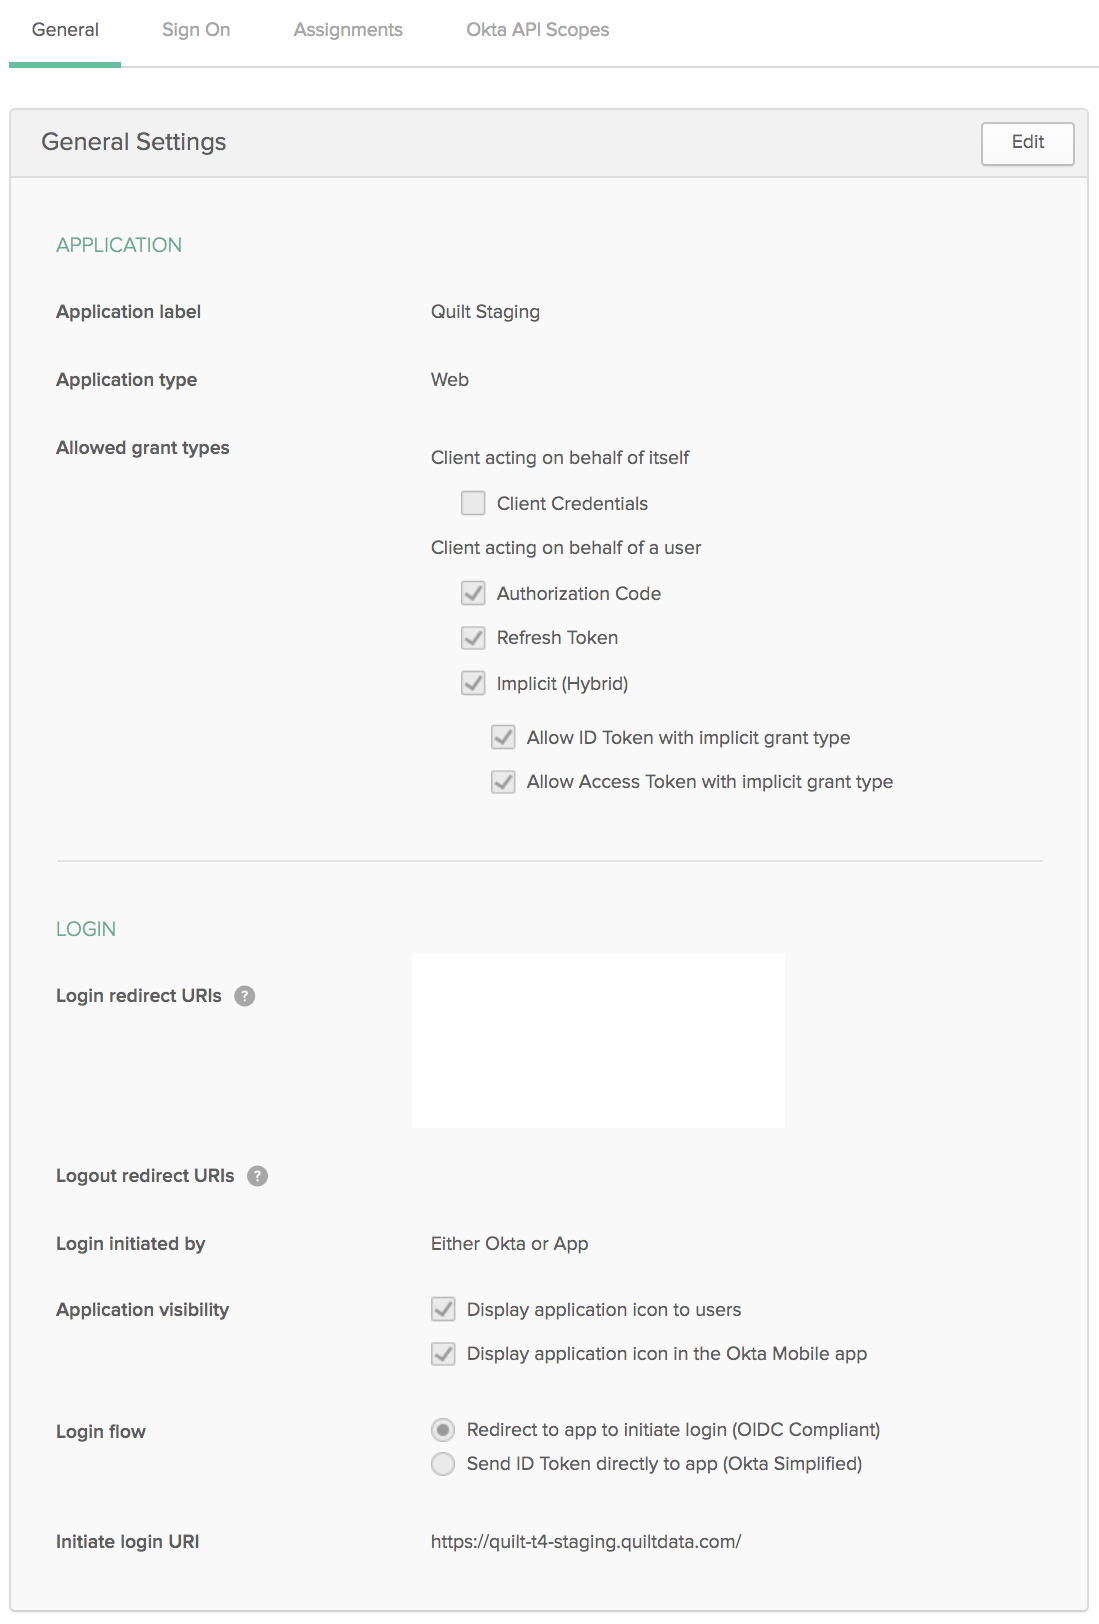 General Sign On Assignments Okta API Scopes
General Settings Edit
APPLICATION
Application label Quilt Staging
Application type Web
Allowed grant types
Client acting on behalf of itself
Client Credentials
Client acting on behalf of a user
Authorization Code
Refresh Token
Implicit (Hybrid)
Allow ID Token with implicit grant type
Allow Access Token with implicit grant type
LOGIN
Login redirect URIs ?
Logout redirect URIs ?
Login initiated by Either Okta or App
Application visibility Display application icon to users
Display application icon in the Okta Mobile app
Login flow Redirect to app to initiate login (OIDC Compliant)
Send ID Token directly to app (Okta Simplified)
Initiate login URI https://quilt-t4-staging.quiltdata.com/